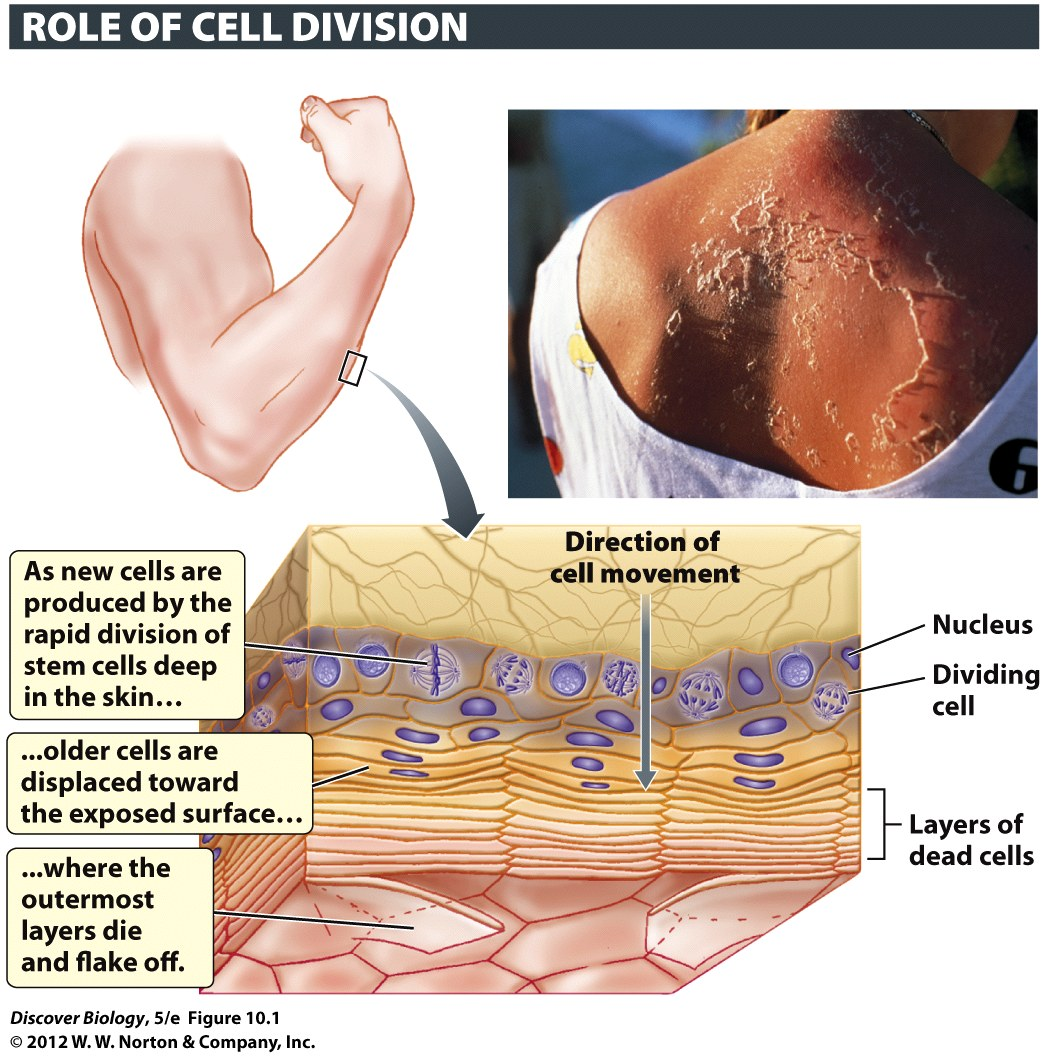 ROLE OF CELL DIVISION
6
Direction of
cell movement
As new cells are
produced by the
rapid division of
stem cells deep
in the skin…
Nucleus
Dividing
cell
...older cells are
displaced toward
the exposed surface…
Layers of
dead cells
...where the
outermost
layers die
and flake off.
Discover Biology, 5/e Figure 10.1
© 2012 W. W. Norton & Company, Inc.